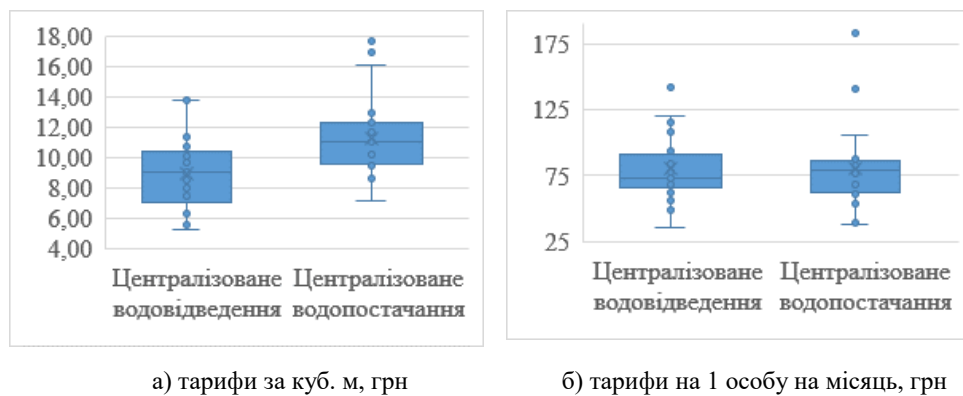 18,00
16,00
14,00
12,00
10,00
8,00
6,00
4,00
Централізоване водовідведення
Централізоване водопостачання
175
125
75
25
Централізоване водовідведення
Централізоване водопостачання
а) тарифи за куб. м, грн
б) тарифи на 1 особу на місяць, грн